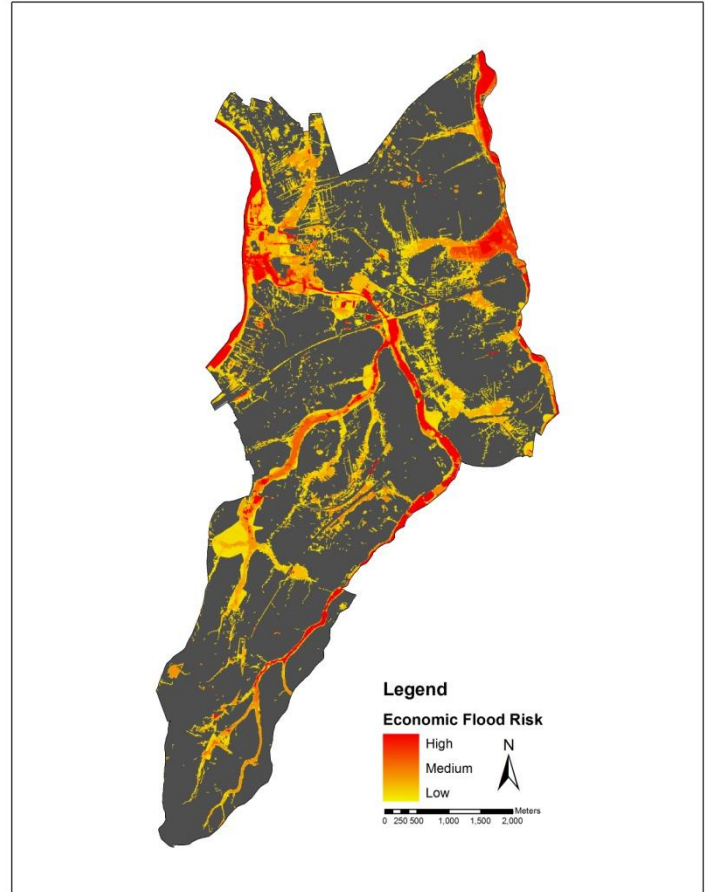 Legend
Economic Flood Risk
High
Medium
Low
N
Meters
0 250 500 1,000 1,500 2,000